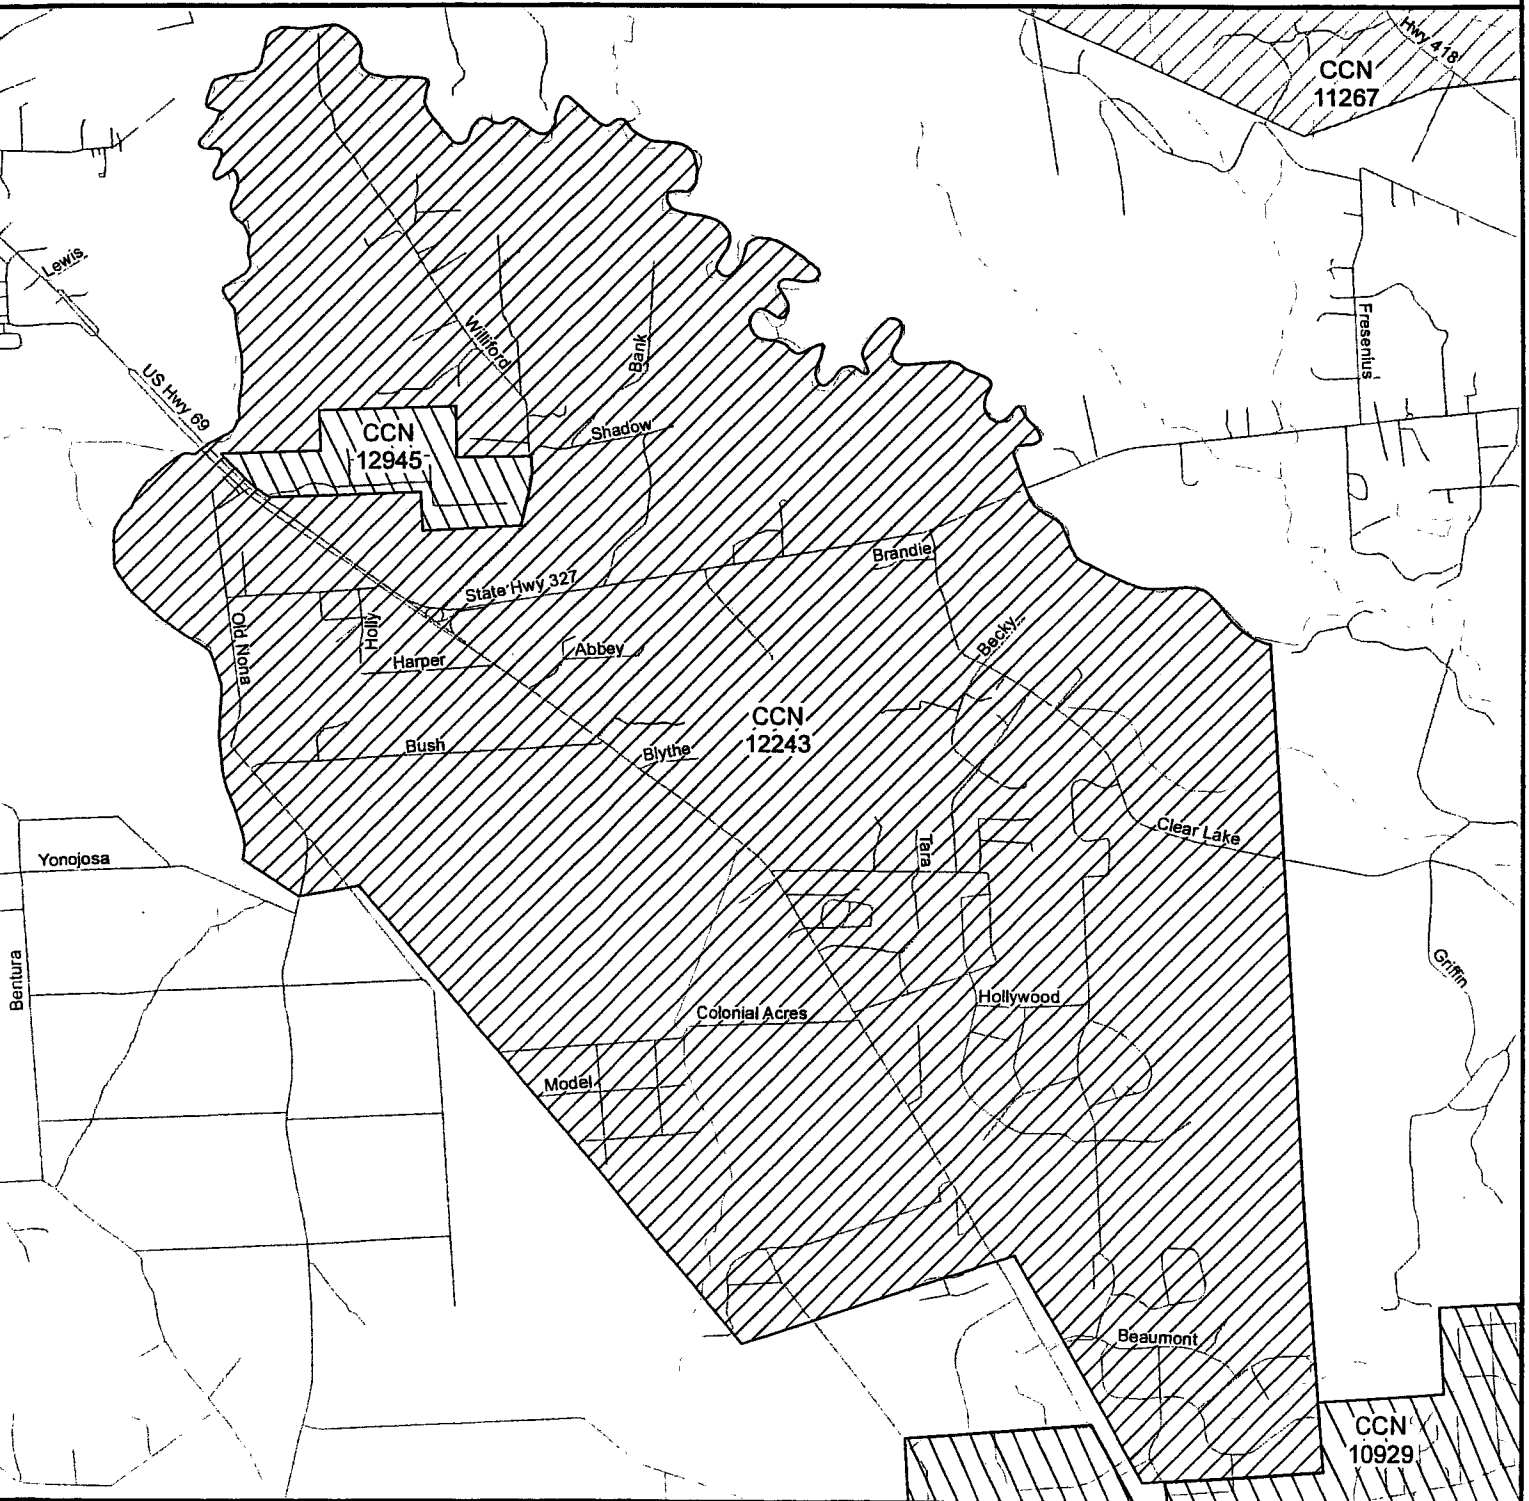 Hwy 418
CCN
11267
Lewis
US Hwy 69
Williford
Bank
Fresenius
CCN
12945
Shadow
State Hwy 327
Brandie
Old Nona
Holly
Harper
Abbey
Becky
CCN
12243
Bush
Blythe
Clear Lake
Tara
Yonojosa
Bentura
Griffin
Hollywood
Colonial Acres
Model
Beaumont
CCN
10929